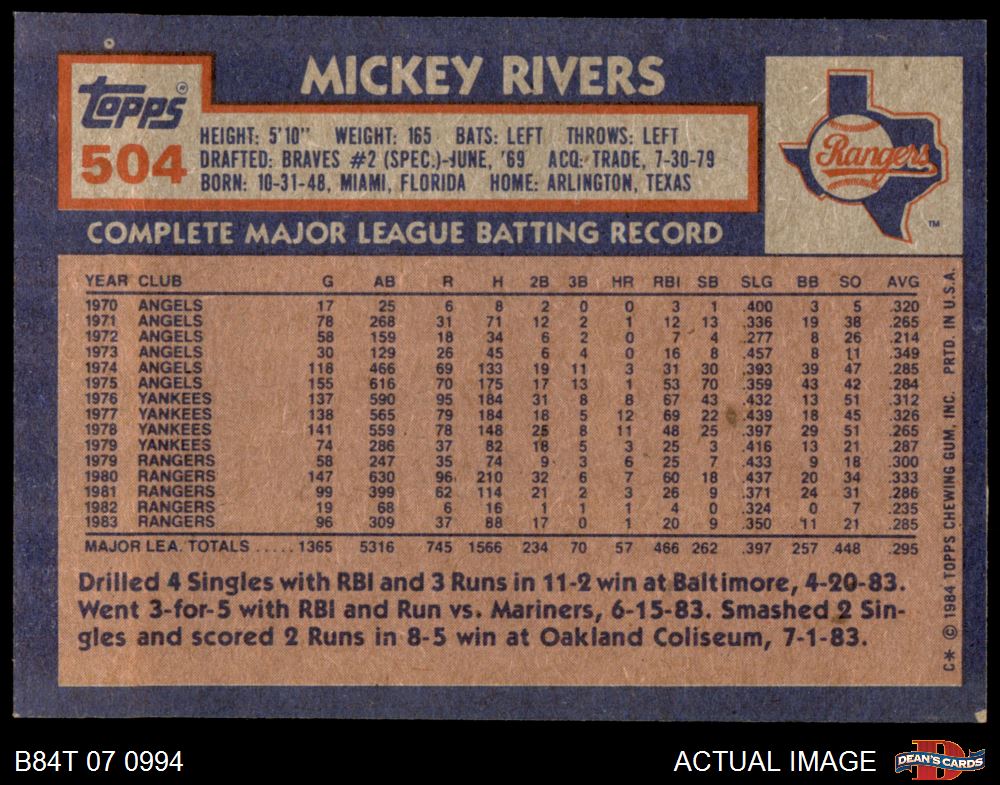 MICKEY RIVERS
Topps®
504
HEIGHT: 5'10" WEIGHT: 165 BATS: LEFT THROWS: LEFT
DRAFTED: BRAVES #2 (SPEC.)-JUNE, '69 ACQ: TRADE, 7-30-79
BORN: 10-31-48, MIAMI, FLORIDA HOME: ARLINGTON, TEXAS
Rangers
TM
COMPLETE MAJOR LEAGUE BATTING RECORD
YEAR CLUB G AB R H 2B 3B HR RBI SB SLG BB SO AVG
1970 ANGELS 17 25 6 8 2 0 0 3 1 .400 3 5 .320
1971 ANGELS 78 268 31 71 12 2 1 12 13 .336 19 38 .265
1972 ANGELS 58 159 18 34 6 2 0 7 4 .277 8 26 .214
1973 ANGELS 30 129 26 45 6 4 0 16 8 .457 8 11 .349
1974 ANGELS 118 466 69 133 19 11 3 31 30 .393 39 47 .285
1975 ANGELS 155 616 70 175 17 13 1 53 70 .359 43 42 .284
1976 YANKEES 137 590 95 184 31 8 8 67 43 .432 13 51 .312
1977 YANKEES 138 565 79 184 18 5 12 69 22 .439 18 45 .326
1978 YANKEES 141 559 78 148 25 8 11 48 25 .397 29 51 .265
1979 YANKEES 74 286 37 82 18 5 3 25 3 .416 13 21 .287
1979 RANGERS 58 247 35 74 9 3 6 25 7 .433 9 18 .300
1980 RANGERS 147 630 96 210 32 6 7 60 18 .437 20 34 .333
1981 RANGERS 99 399 62 114 21 2 3 26 9 .371 24 31 .286
1982 RANGERS 19 68 6 16 1 1 1 4 0 .324 0 7 .235
1983 RANGERS 96 309 37 88 17 0 1 20 9 .350 11 21 .285
MAJOR LEA. TOTALS ..... 1365 5316 745 1566 234 70 57 466 262 .397 257 448 .295
Drilled 4 Singles with RBI and 3 Runs in 11-2 win at Baltimore, 4-20-83.
Went 3-for-5 with RBI and Run vs. Mariners, 6-15-83. Smashed 2 Sin-
gles and scored 2 Runs in 8-5 win at Oakland Coliseum, 7-1-83.
C* © 1984 TOPPS CHEWING GUM, INC. PRTD. IN U.S.A.
B84T 07 0994
ACTUAL IMAGE
DEAN'S CARDS